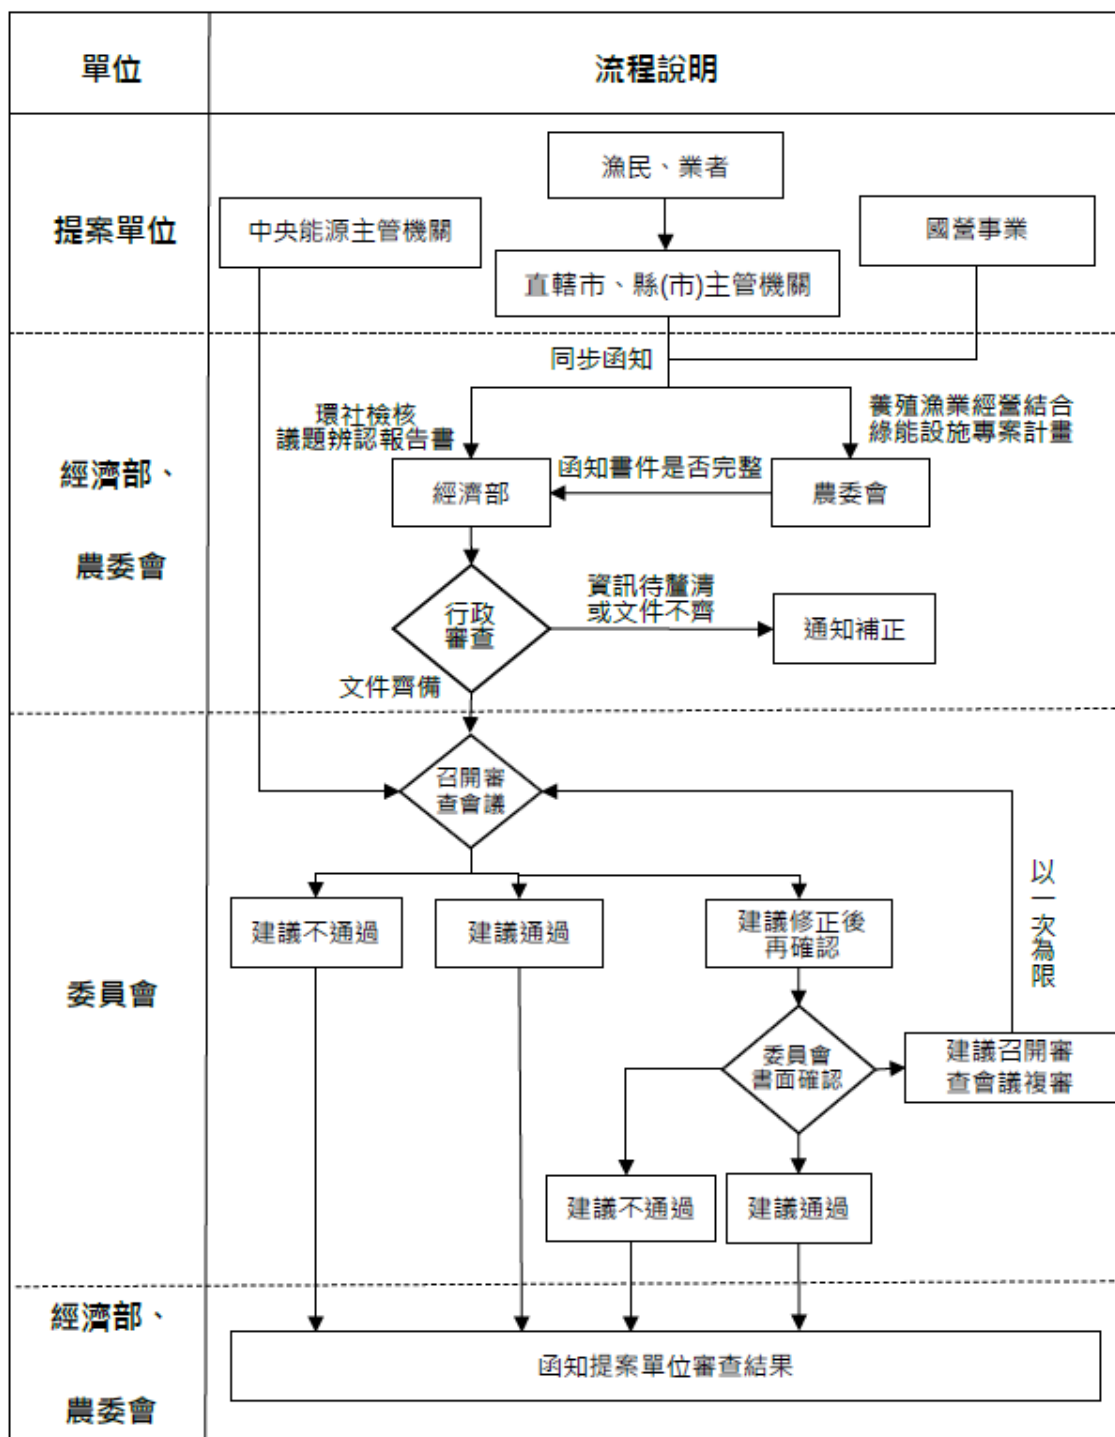 單位
流程說明
提案單位
漁民、業者
中央能源主管機關
國營事業
直轄市、縣(市)主管機關
經濟部、
農委會
同步函知
環社檢核
議題辨認報告書
養殖漁業經營結合
綠能設施專案計畫
經濟部
函知書件是否完整
農委會
行政
審查
資訊待釐清
或文件不齊
通知補正
文件齊備
委員會
召開審
查會議
以一次為限
建議不通過
建議通過
建議修正後
再確認
委員會
書面確認
建議召開審
查會議複審
建議不通過
建議通過
經濟部、
農委會
函知提案單位審查結果